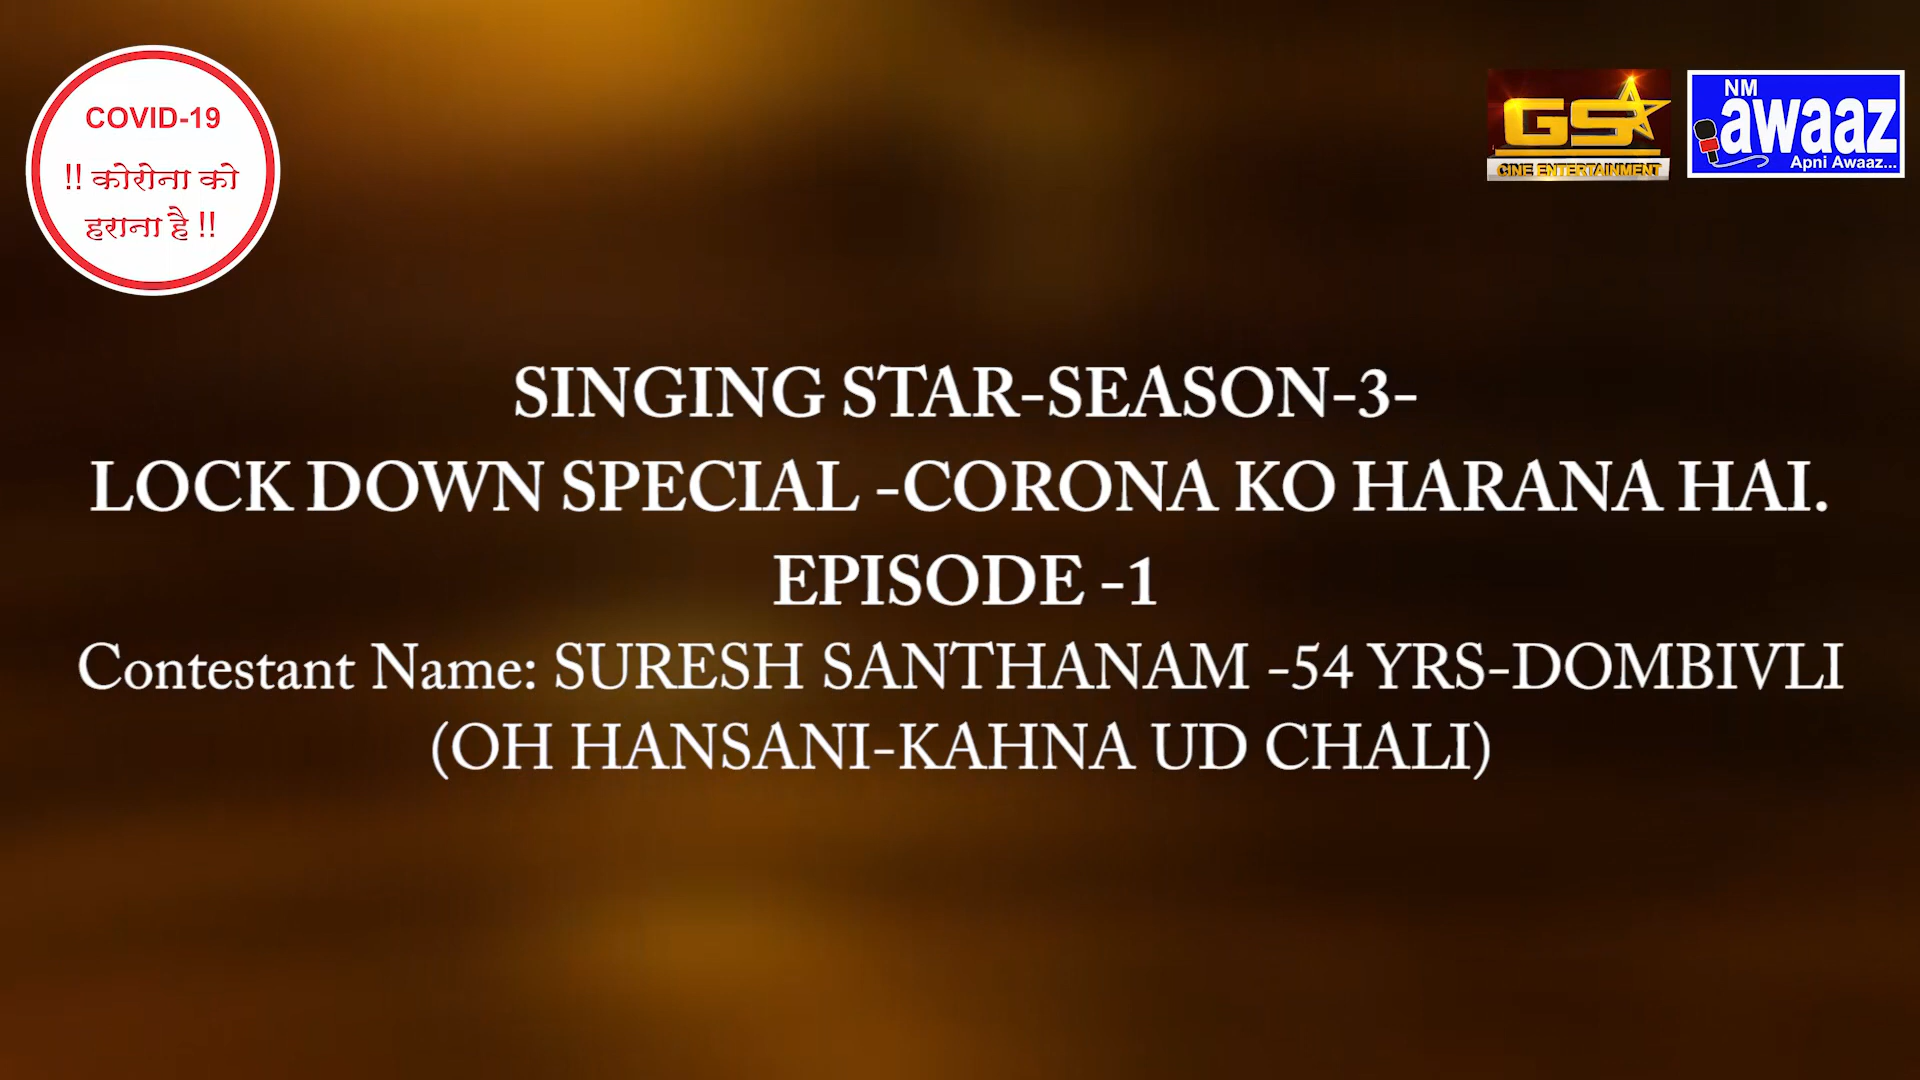 COVID-19
!! कोरोना को
हराना है !!
GS
CINE ENTERTAINMENT
NM
awaaz
Apni Awaaz...
SINGING STAR-SEASON-3-
LOCK DOWN SPECIAL -CORONA KO HARANA HAI.
EPISODE -1
Contestant Name: SURESH SANTHANAM -54 YRS-DOMBIVLI
(OH HANSANI-KAHNA UD CHALI)